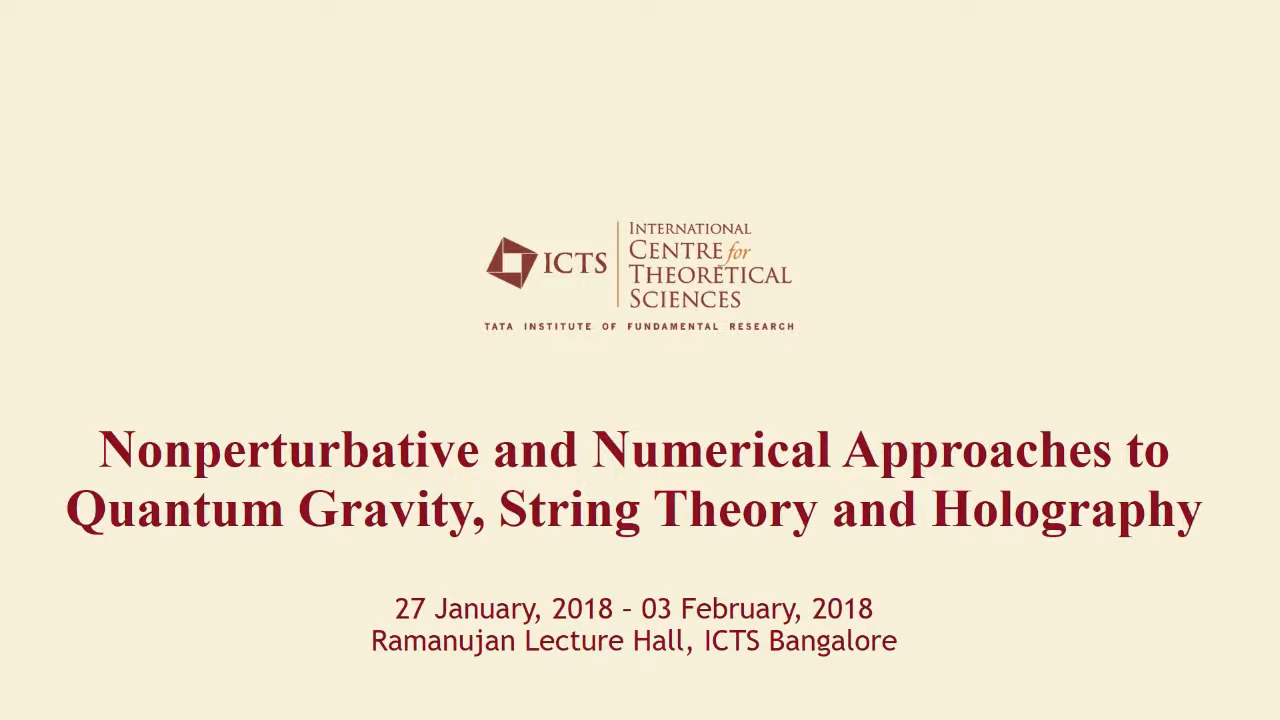 ICTS
INTERNATIONAL
CENTRE for
THEORETICAL
SCIENCES
TATA INSTITUTE OF FUNDAMENTAL RESEARCH
Nonperturbative and Numerical Approaches to
Quantum Gravity, String Theory and Holography
27 January, 2018 – 03 February, 2018
Ramanujan Lecture Hall, ICTS Bangalore